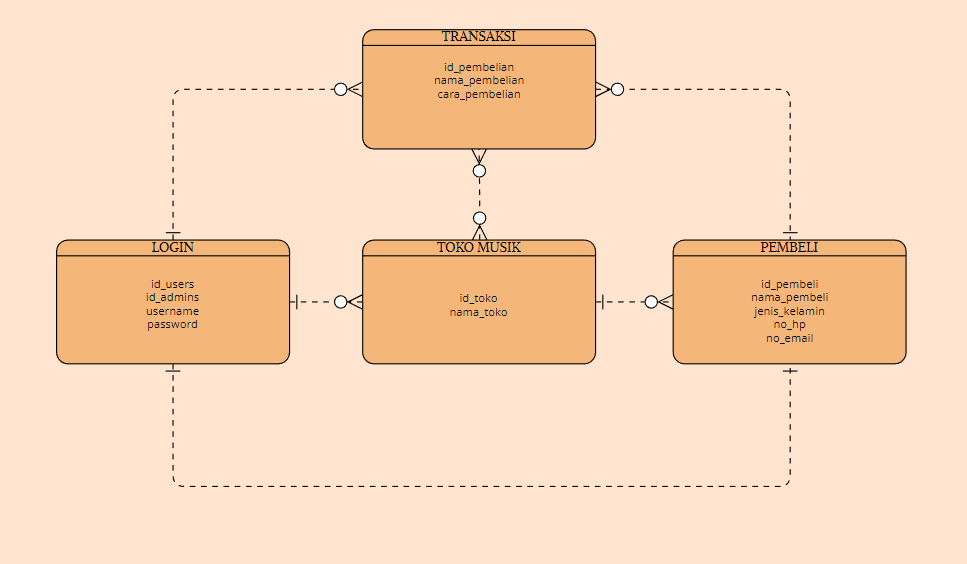 TRANSAKSI
id_pembelian
nama_pembelian
cara_pembelian
LOGIN
id_users
id_admins
username
password
TOKO MUSIK
id_toko
nama_toko
PEMBELI
id_pembeli
nama_pembeli
jenis_kelamin
no_hp
no_email